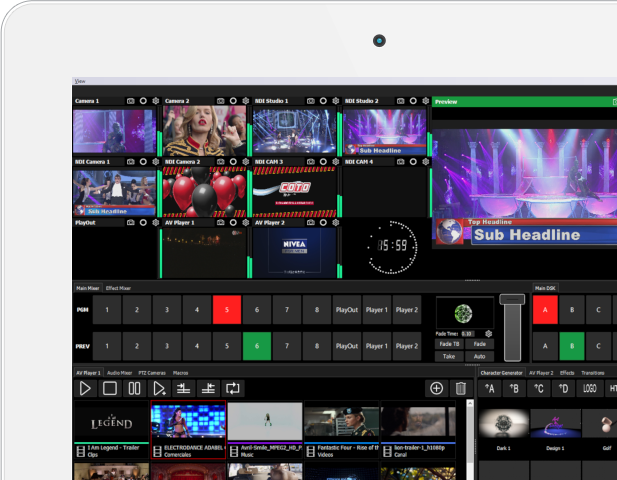 View
Camera 1
Camera 2
NDI Studio 1
NDI Studio 2
Preview
Sub Headline
NDI Camera 1
NDI Camera 2
NDI CAM 3
NDI CAM 4
Sub Headline
COTO
Top Headline
Sub Headline
PlayOut
AV Player 1
AV Player 2
NIVEA
15:59
Main Mixer Effect Mixer
Main DSK
PGM 1 2 3 4 5 6 7 8 PlayOut Player 1 Player 2
A B C
Fade Time: 0.30
Fade TB Fade
PREV 1 2 3 4 5 6 7 8 PlayOut Player 1 Player 2
Take Auto
A B C
AV Player 1 Audio Mixer PTZ Cameras Macros
Character Generator AV Player 2 Effects Transitions
A B C D LOGO HT
LEGEND
I Am Legend - Trailer
Clips
ELECTRODANCE ADABEL
Comerciales
Avril-Smile_MPEG2_HD_P
Music
Fantastic Four - Rise of th
Videos
lion-trailer-1_h1080p
Canal
Dark 1
Design 1
Golf